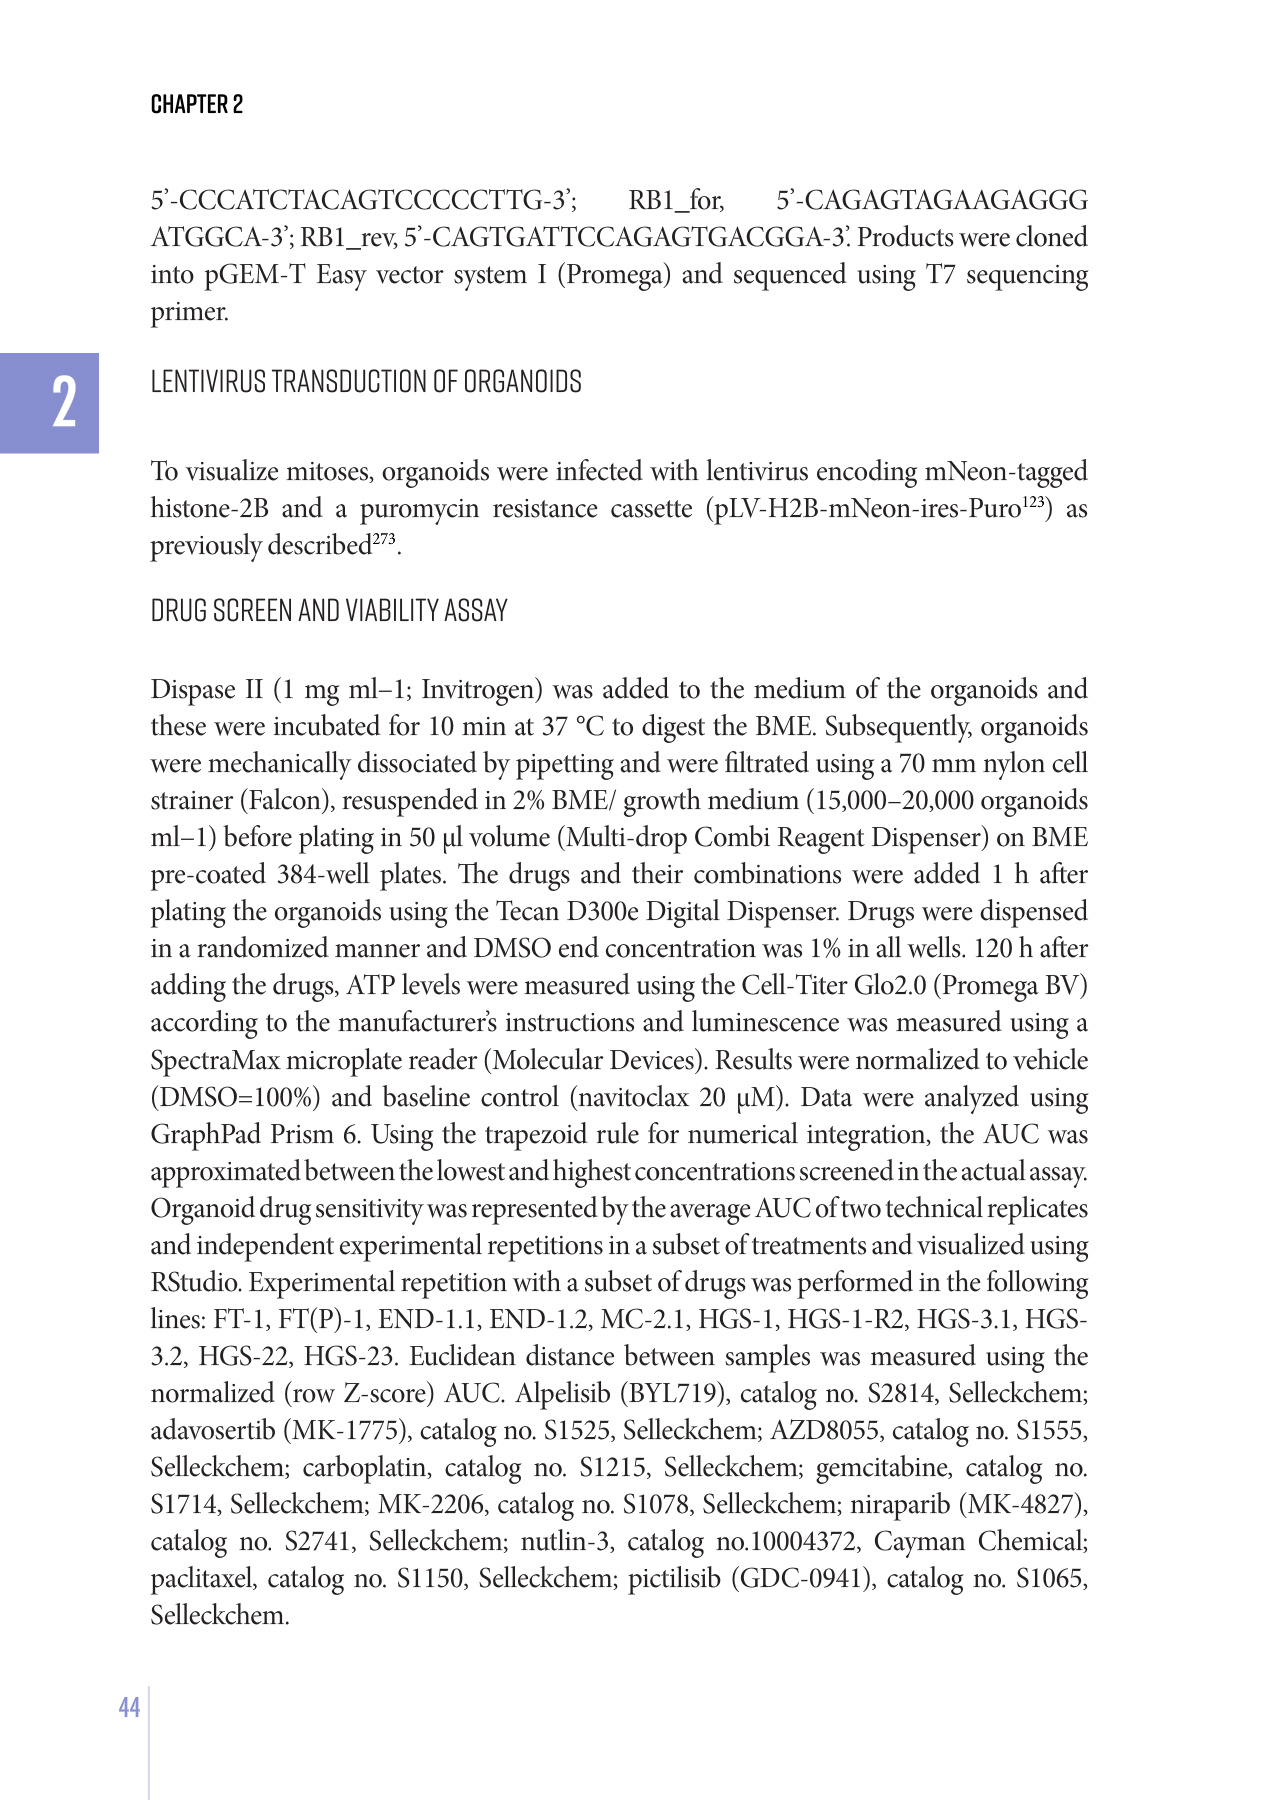 CHAPTER 2
5’-CCCATCTACAGTCCCCCTTG-3’; RB1_for, 5’-CAGAGTAGAAGAGGG
ATGGCA-3’; RB1_rev, 5’-CAGTGATTCCAGAGTGACGGA-3’. Products were cloned
into pGEM-T Easy vector system I (Promega) and sequenced using T7 sequencing
primer.
2
LENTIVIRUS TRANSDUCTION OF ORGANOIDS
To visualize mitoses, organoids were infected with lentivirus encoding mNeon-tagged
histone-2B and a puromycin resistance cassette (pLV-H2B-mNeon-ires-Puro¹²³) as
previously described²⁷³.
DRUG SCREEN AND VIABILITY ASSAY
Dispase II (1 mg ml–1; Invitrogen) was added to the medium of the organoids and
these were incubated for 10 min at 37 °C to digest the BME. Subsequently, organoids
were mechanically dissociated by pipetting and were filtrated using a 70 mm nylon cell
strainer (Falcon), resuspended in 2% BME/ growth medium (15,000–20,000 organoids
ml–1) before plating in 50 µl volume (Multi-drop Combi Reagent Dispenser) on BME
pre-coated 384-well plates. The drugs and their combinations were added 1 h after
plating the organoids using the Tecan D300e Digital Dispenser. Drugs were dispensed
in a randomized manner and DMSO end concentration was 1% in all wells. 120 h after
adding the drugs, ATP levels were measured using the Cell-Titer Glo2.0 (Promega BV)
according to the manufacturer’s instructions and luminescence was measured using a
SpectraMax microplate reader (Molecular Devices). Results were normalized to vehicle
(DMSO=100%) and baseline control (navitoclax 20 µM). Data were analyzed using
GraphPad Prism 6. Using the trapezoid rule for numerical integration, the AUC was
approximated between the lowest and highest concentrations screened in the actual assay.
Organoid drug sensitivity was represented by the average AUC of two technical replicates
and independent experimental repetitions in a subset of treatments and visualized using
RStudio. Experimental repetition with a subset of drugs was performed in the following
lines: FT-1, FT(P)-1, END-1.1, END-1.2, MC-2.1, HGS-1, HGS-1-R2, HGS-3.1, HGS-
3.2, HGS-22, HGS-23. Euclidean distance between samples was measured using the
normalized (row Z-score) AUC. Alpelisib (BYL719), catalog no. S2814, Selleckchem;
adavosertib (MK-1775), catalog no. S1525, Selleckchem; AZD8055, catalog no. S1555,
Selleckchem; carboplatin, catalog no. S1215, Selleckchem; gemcitabine, catalog no.
S1714, Selleckchem; MK-2206, catalog no. S1078, Selleckchem; niraparib (MK-4827),
catalog no. S2741, Selleckchem; nutlin-3, catalog no.10004372, Cayman Chemical;
paclitaxel, catalog no. S1150, Selleckchem; pictilisib (GDC-0941), catalog no. S1065,
Selleckchem.
44